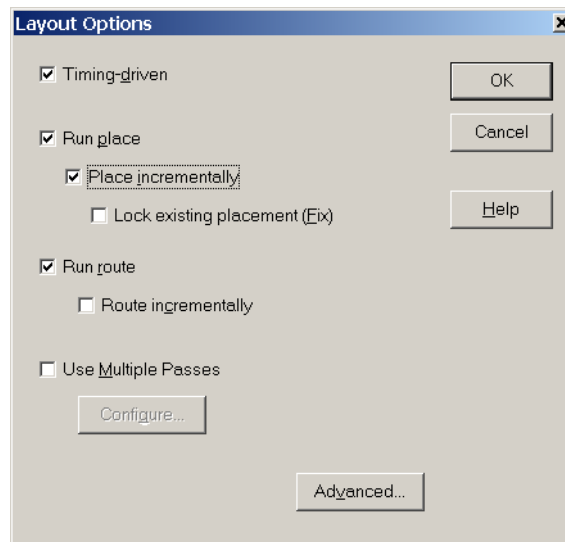 Layout Options
Timing-driven
OK
Run place
Cancel
Place incrementally
Lock existing placement (Fix)
Help
Run route
Route incrementally
Use Multiple Passes
Configure...
Advanced...